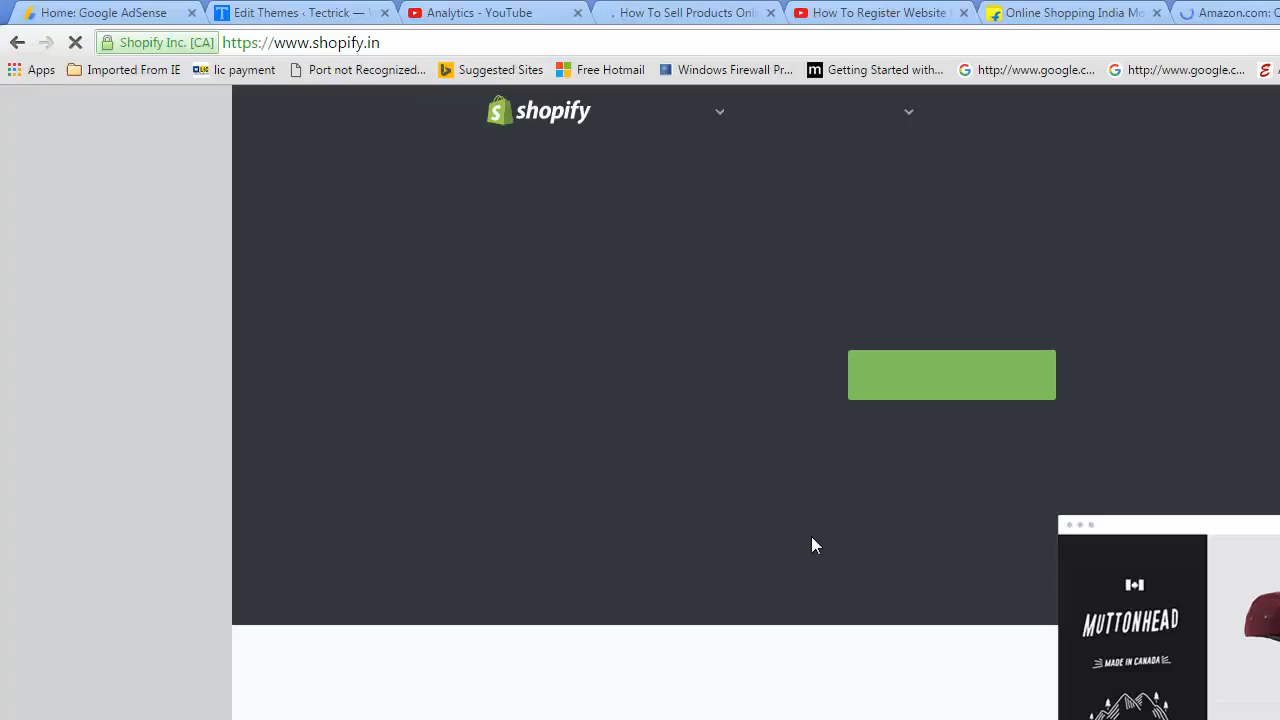 Home: Google AdSense
Edit Themes ‹ Tectrick —
Analytics - YouTube
How To Sell Products Onl
How To Register Website
Online Shopping India Mo
Amazon.com:
Shopify Inc. [CA]
https://www.shopify.in
Apps
Imported From IE
lic payment
Port not Recognized...
Suggested Sites
Free Hotmail
Windows Firewall Pr...
Getting Started with...
http://www.google.c...
http://www.google.c...
shopify
MUTTONHEAD
MADE IN CANADA